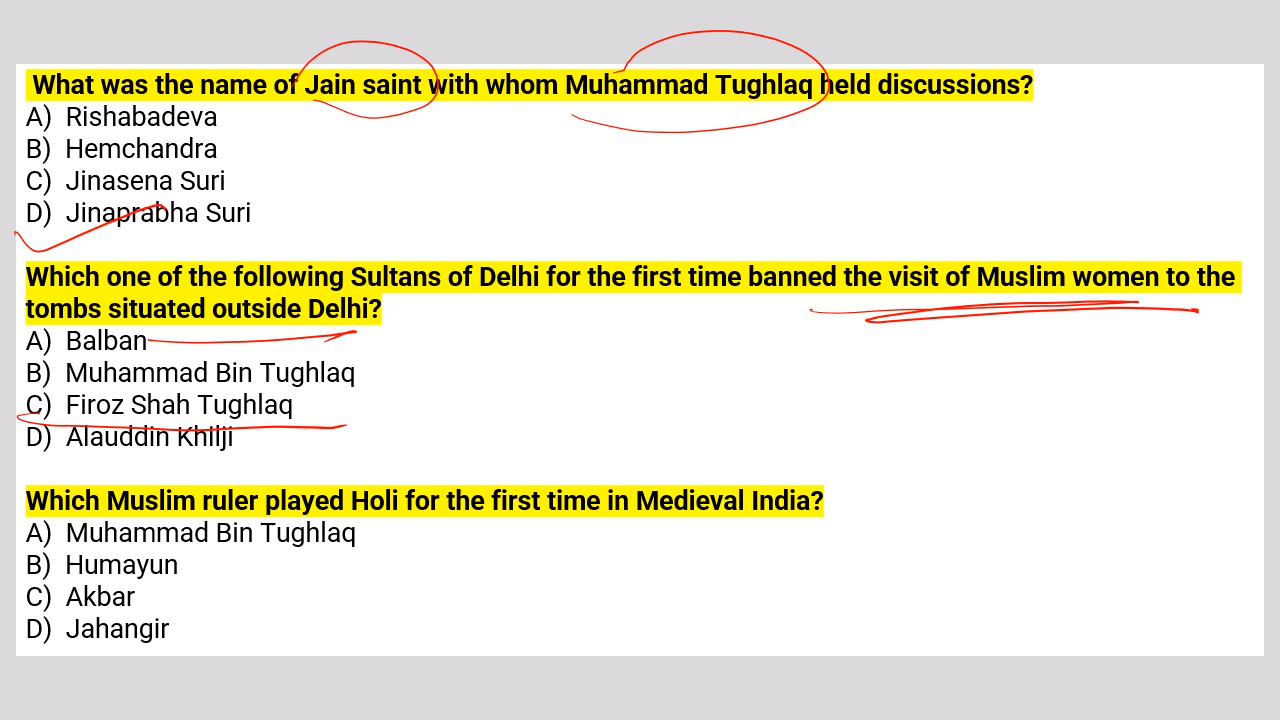 What was the name of Jain saint with whom Muhammad Tughlaq held discussions?
A) Rishabadeva
B) Hemchandra
C) Jinasena Suri
D) Jinaprabha Suri
Which one of the following Sultans of Delhi for the first time banned the visit of Muslim women to the
tombs situated outside Delhi?
A) Balban
B) Muhammad Bin Tughlaq
C) Firoz Shah Tughlaq
D) Alauddin Khilji
Which Muslim ruler played Holi for the first time in Medieval India?
A) Muhammad Bin Tughlaq
B) Humayun
C) Akbar
D) Jahangir